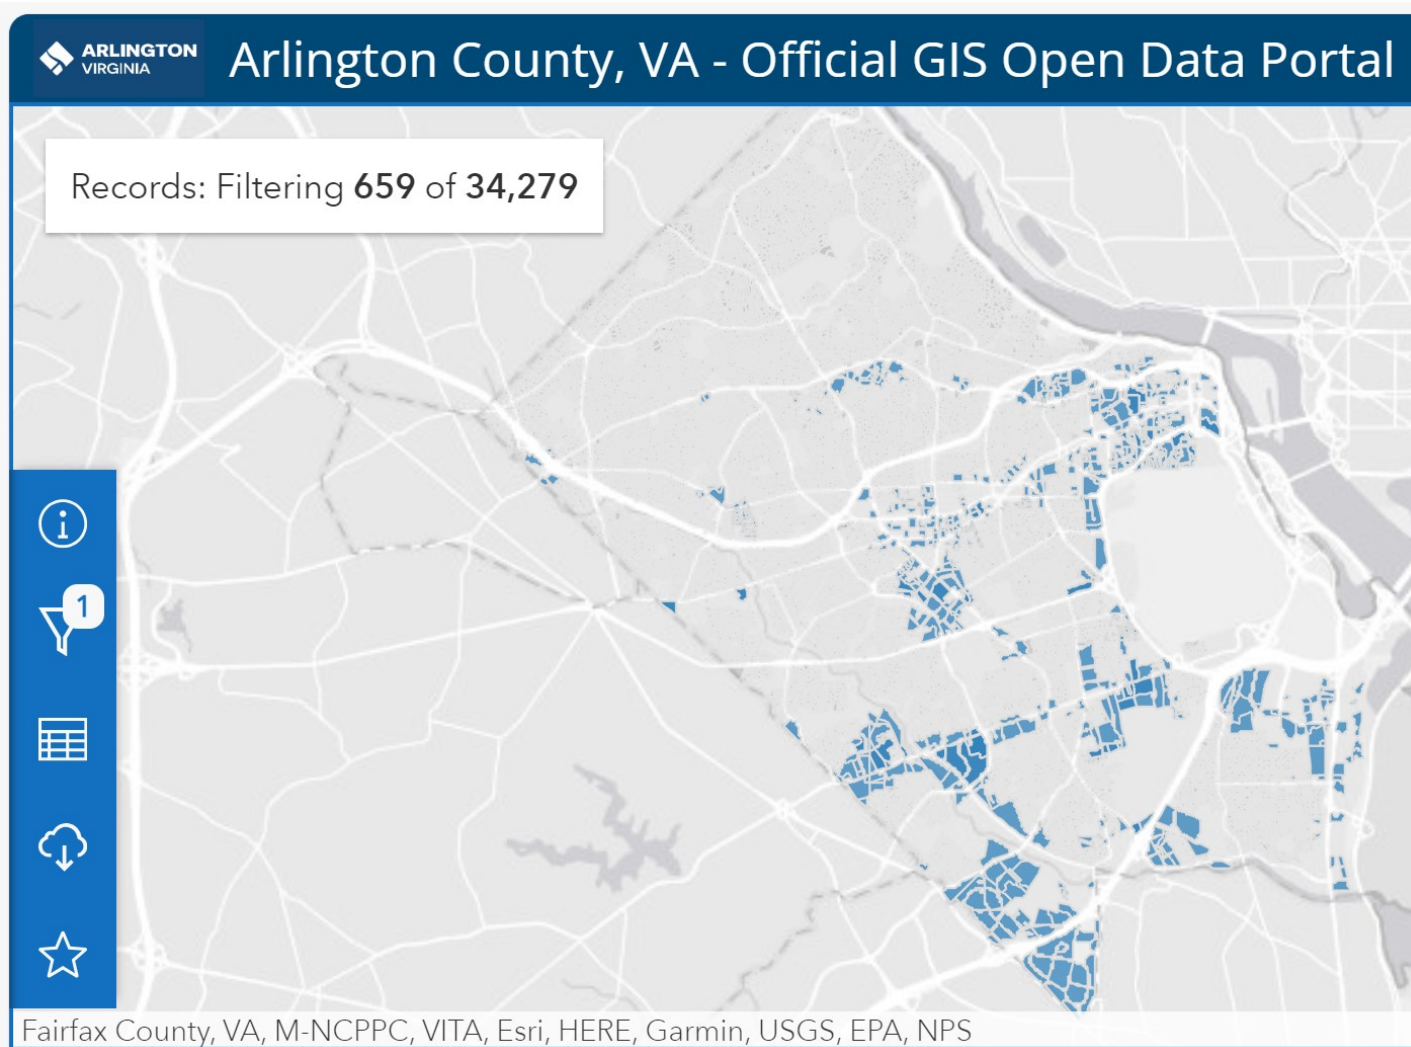 ARLINGTON
VIRGINIA
Arlington County, VA - Official GIS Open Data Portal
Records: Filtering 659 of 34,279
1
Fairfax County, VA, M-NCPPC, VITA, Esri, HERE, Garmin, USGS, EPA, NPS